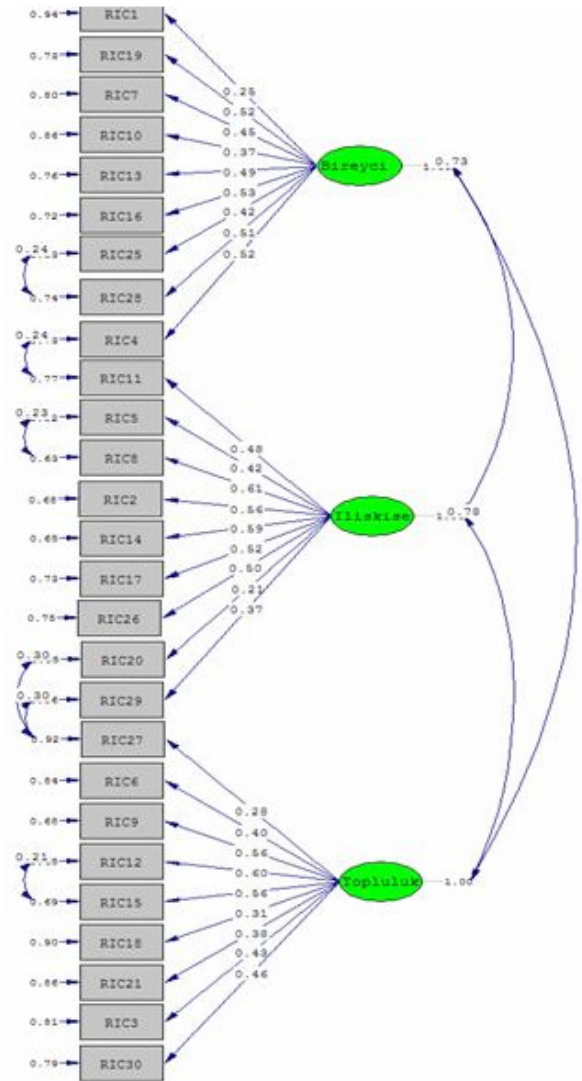 0.94 RIC1
0.25
RIC19
0.52
0.80 RIC7
0.45
0.86 RIC10
0.37
Bireyci
0.73
0.76 RIC13
0.49
0.72 RIC16
0.53
0.42
0.24
RIC25
0.51
0.52
0.74 RIC28
0.24
RIC4
0.77 RIC11
0.48
0.23
RIC5
0.42
0.63 RIC8
0.61
0.68 RIC2
0.56
Iliskise
0.78
0.65 RIC14
0.59
0.73 RIC17
0.52
0.50
0.75 RIC26
0.21
0.37
0.30
RIC20
0.30
RIC29
0.92 RIC27
0.28
0.84 RIC6
0.40
0.68 RIC9
0.56
0.21
RIC12
0.60
Topluluk
1.00
0.69 RIC15
0.56
0.90 RIC18
0.31
0.38
0.86 RIC21
0.43
0.46
0.81 RIC3
0.79 RIC30